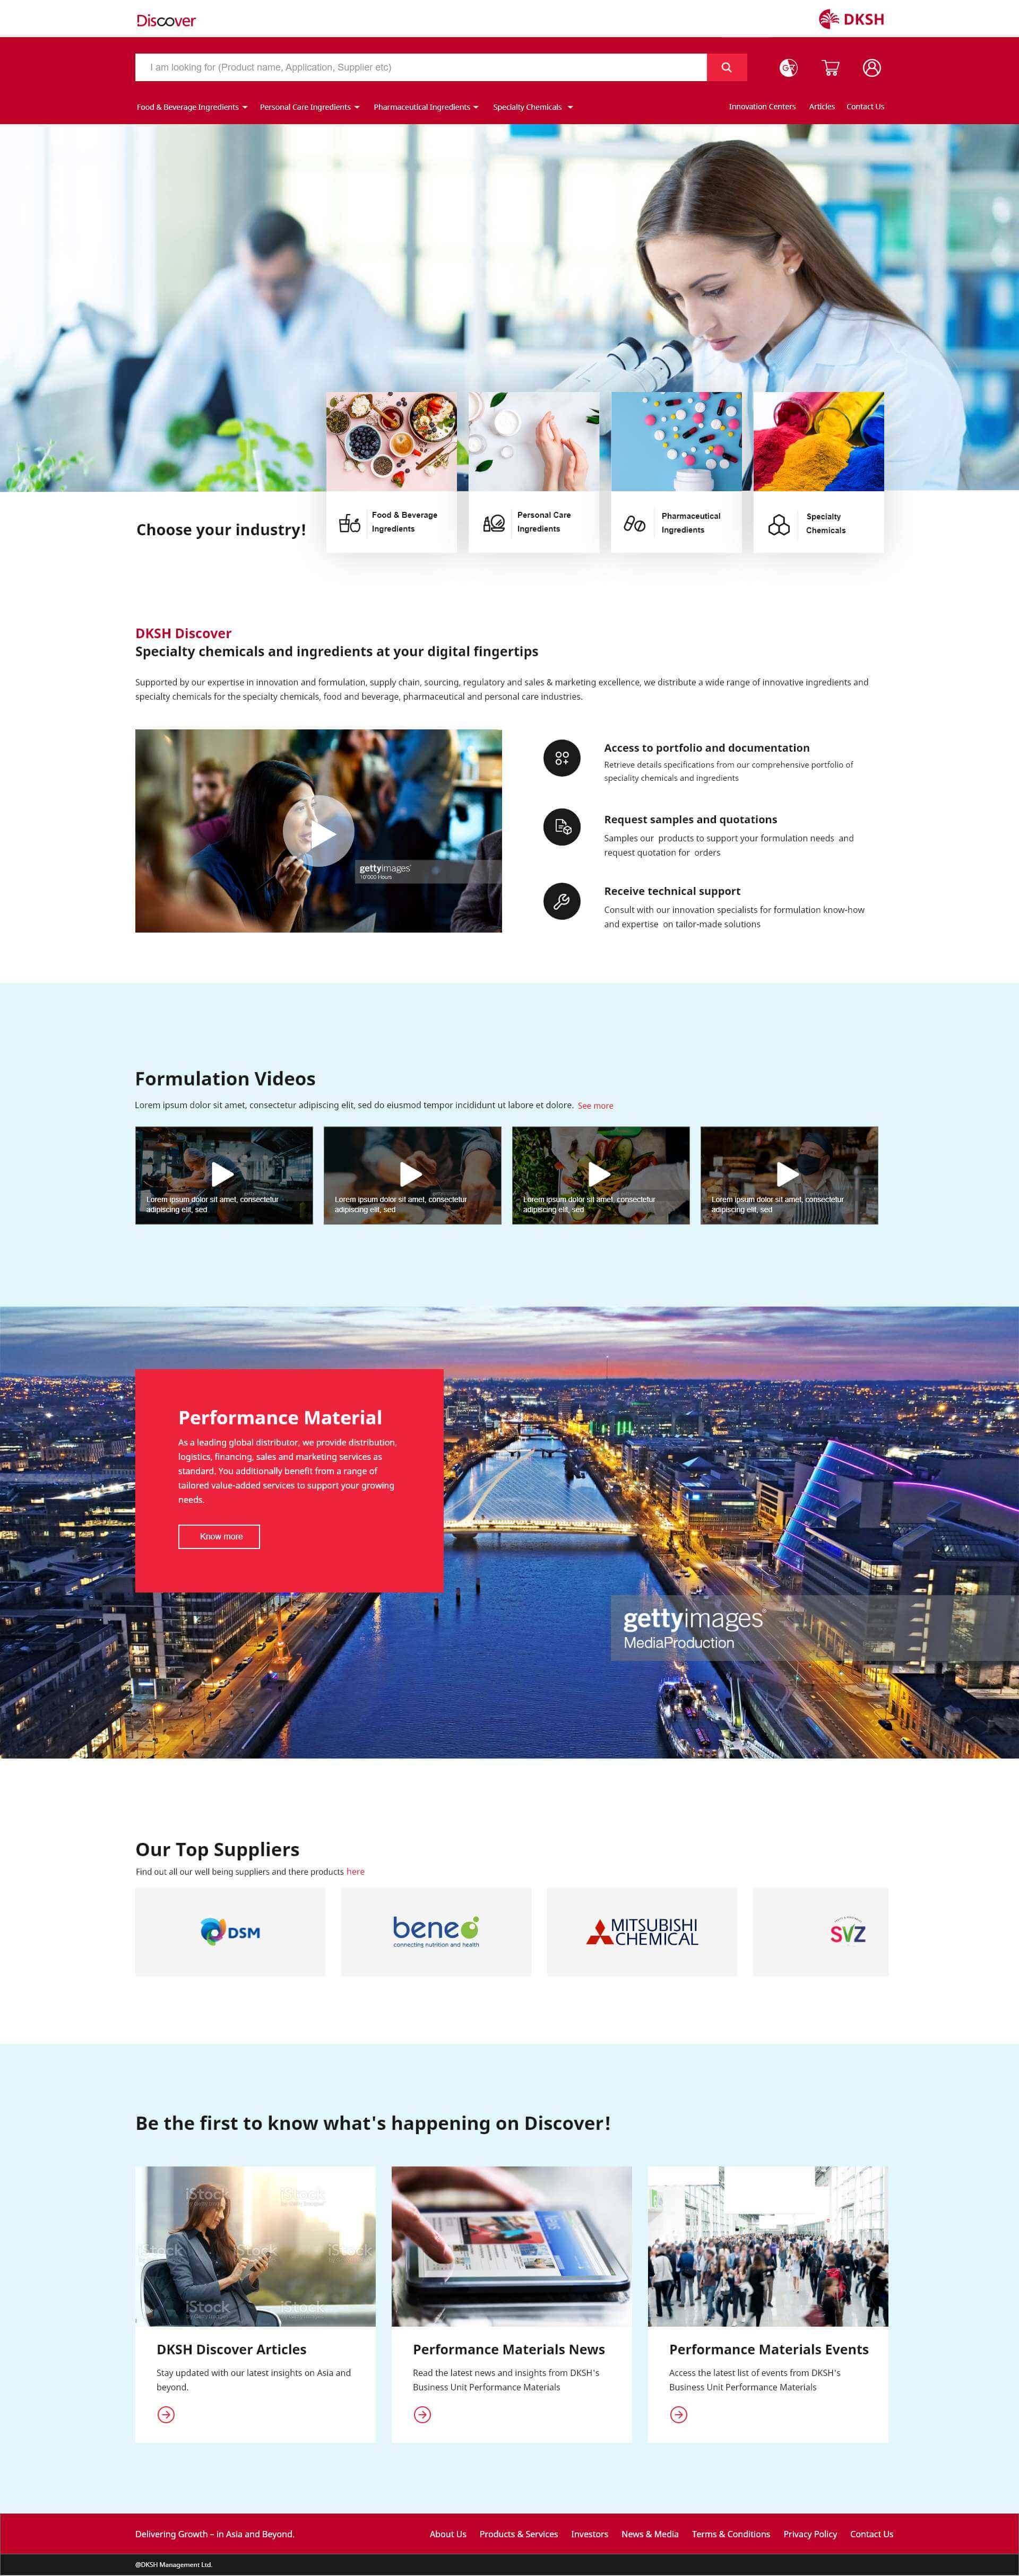 Discover
DKSH
I am looking for (Product name, Application, Supplier etc)
Food & Beverage Ingredients
Personal Care Ingredients
Pharmaceutical Ingredients
Specialty Chemicals
Innovation Centers
Articles
Contact Us
Choose your industry!
Food & Beverage
Ingredients
Personal Care
Ingredients
Pharmaceutical
Ingredients
Specialty
Chemicals
DKSH Discover
Specialty chemicals and ingredients at your digital fingertips
Supported by our expertise in innovation and formulation, supply chain, sourcing, regulatory and sales & marketing excellence, we distribute a wide range of innovative ingredients and
specialty chemicals for the specialty chemicals, food and beverage, pharmaceutical and personal care industries.
gettyimages
10'000 Hours
Access to portfolio and documentation
Retrieve details specifications from our comprehensive portfolio of
speciality chemicals and ingredients
Request samples and quotations
Samples our products to support your formulation needs and
request quotation for orders
Receive technical support
Consult with our innovation specialists for formulation know-how
and expertise on tailor-made solutions
Formulation Videos
Lorem ipsum dolor sit amet, consectetur adipiscing elit, sed do eiusmod tempor incididunt ut labore et dolore. See more
Lorem ipsum dolor sit amet, consectetur
adipiscing elit, sed
Lorem ipsum dolor sit amet, consectetur
adipiscing elit, sed
Lorem ipsum dolor sit amet, consectetur
adipiscing elit, sed
Lorem ipsum dolor sit amet, consectetur
adipiscing elit, sed
Performance Material
As a leading global distributor, we provide distribution,
logistics, financing, sales and marketing services as
standard. You additionally benefit from a range of
tailored value-added services to support your growing
needs.
Know more
gettyimages
MediaProduction
Our Top Suppliers
Find out all our well being suppliers and there products here
DSM
beneo
connecting nutrition and health
MITSUBISHI
CHEMICAL
SVZ
Be the first to know what's happening on Discover!
iStock
iStock
iStock
iStock
iStock
iStock
iStock
DKSH Discover Articles
Stay updated with our latest insights on Asia and
beyond.
Performance Materials News
Read the latest news and insights from DKSH's
Business Unit Performance Materials
Performance Materials Events
Access the latest list of events from DKSH's
Business Unit Performance Materials
Delivering Growth – in Asia and Beyond.
About Us
Products & Services
Investors
News & Media
Terms & Conditions
Privacy Policy
Contact Us
@DKSH Management Ltd.